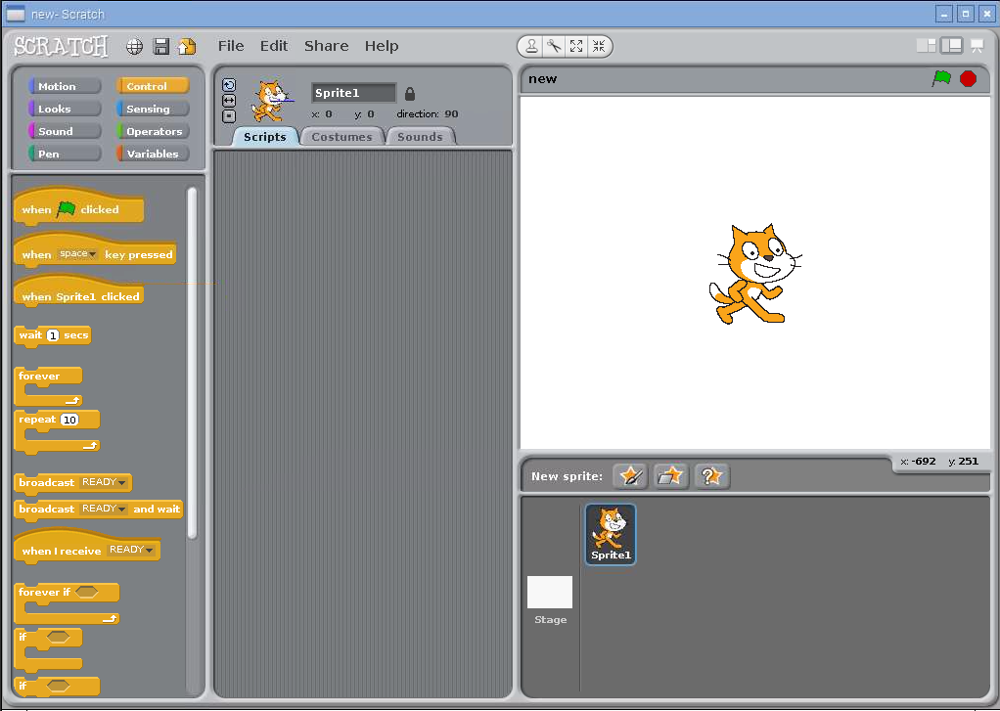 new- Scratch
SCRATCH File Edit Share Help
Motion Control
Looks Sensing
Sound Operators
Pen Variables
when clicked
when space key pressed
when Sprite1 clicked
wait 1 secs
forever
repeat 10
broadcast READY
broadcast READY and wait
when I receive READY
forever if
if
if
Sprite1
x: 0 y: 0 direction: 90
Scripts Costumes Sounds
new
x: -692 y: 251
New sprite:
Sprite1
Stage